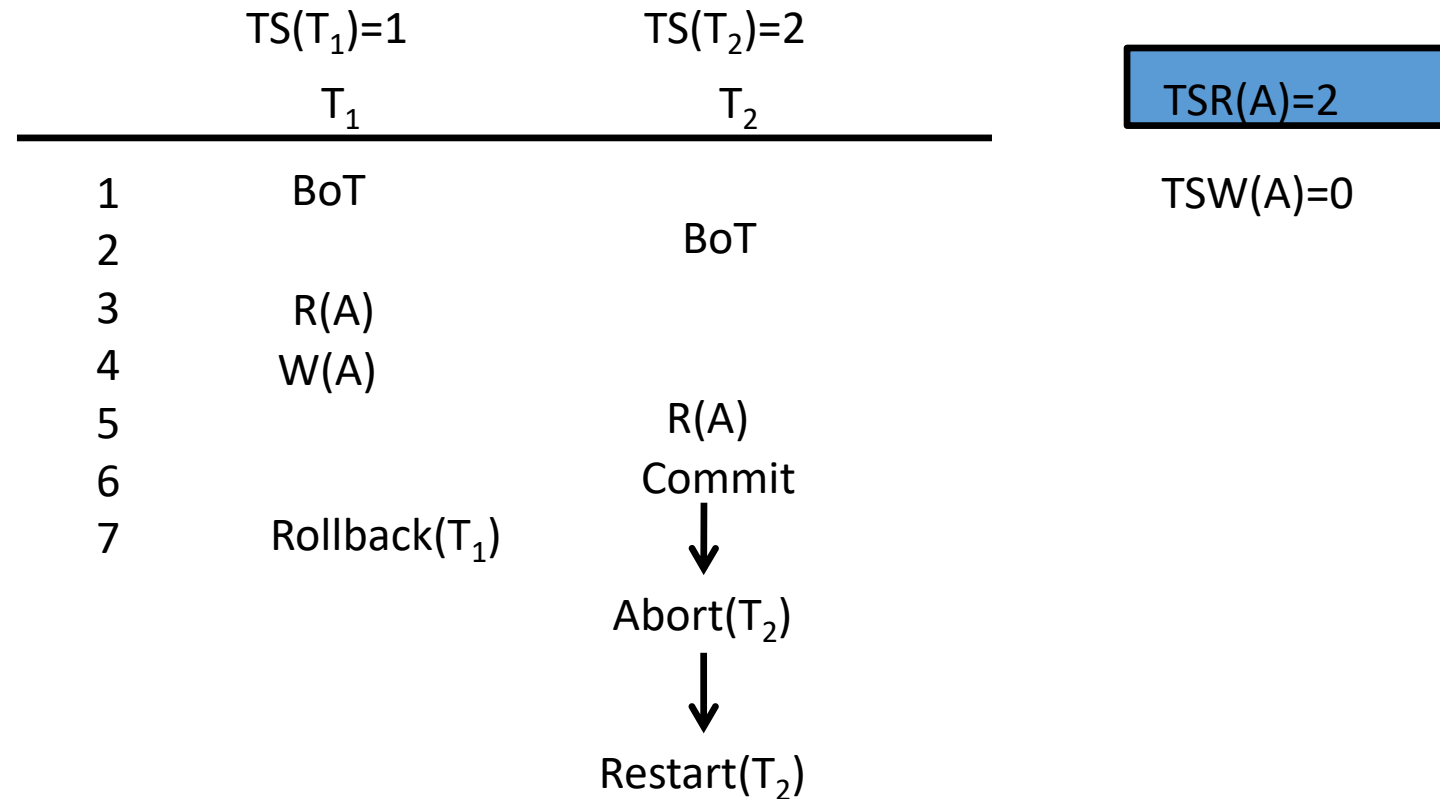 TS(T₁)=1 TS(T₂)=2
T₁ T₂ TSR(A)=2
1 BoT TSW(A)=0
2 BoT
3 R(A)
4 W(A)
5 R(A)
6 Commit
7 Rollback(T₁)
Abort(T₂)
Restart(T₂)